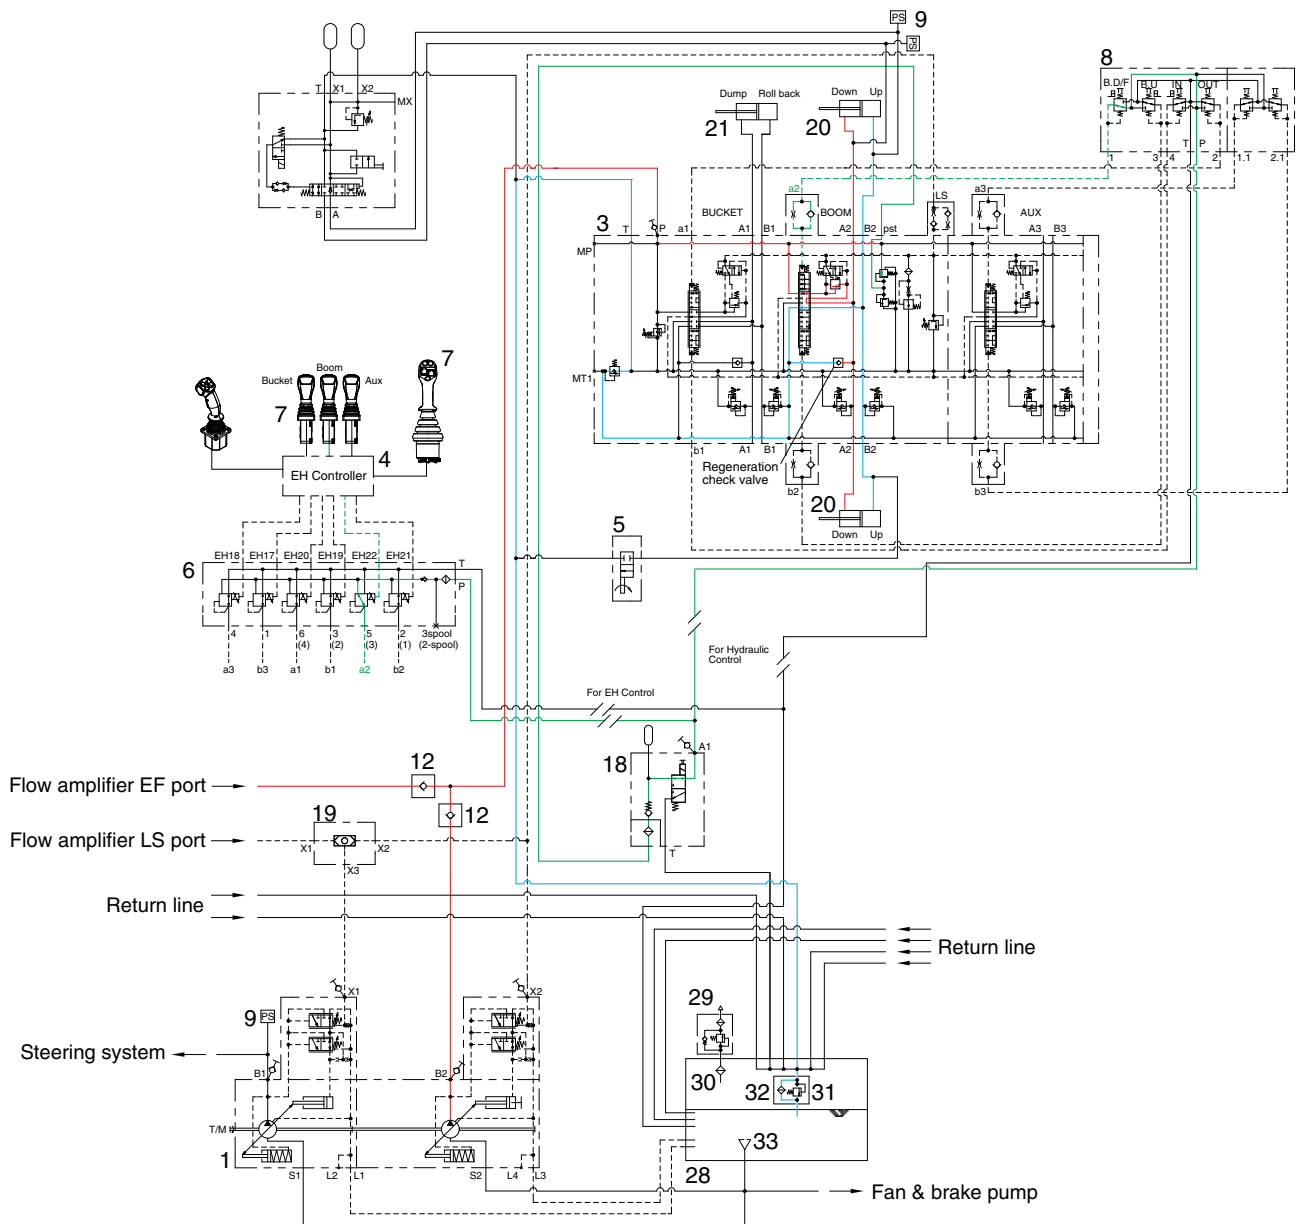 PS 9
PS
8
B.D/F B.U IN OUT
T X1 X2
MX
Dump Roll back
Down Up
21
20
T P
1 3 4 2 1.1 2.1
a2
a3
B A
3
BUCKET
BOOM
LS
AUX
T P a1 A1 B1 A2 B2 pst A3 B3
MP
MT1
7
Boom
Bucket Aux
7
4
EH Controller
b1 A1 B1 A2 B2
Regeneration
check valve
b2
b3
20
Down Up
5
EH18 EH17 EH20 EH19 EH22 EH21
6
T
P
4 1 6 3 5 2 3spool
(4) (2) (3) (1) (2-spool)
a3 b3 a1 b1 a2 b2
For Hydraulic
Control
For EH Control
A1
18
T
12
Flow amplifier EF port
12
19
Flow amplifier LS port
X1 X2
X3
Return line
Return line
X1 X2
29
9 PS
Steering system
30
B1 B2
32 31
T/M
33
1
S1 L2 L1 S2 L4 L3
28
Fan & brake pump